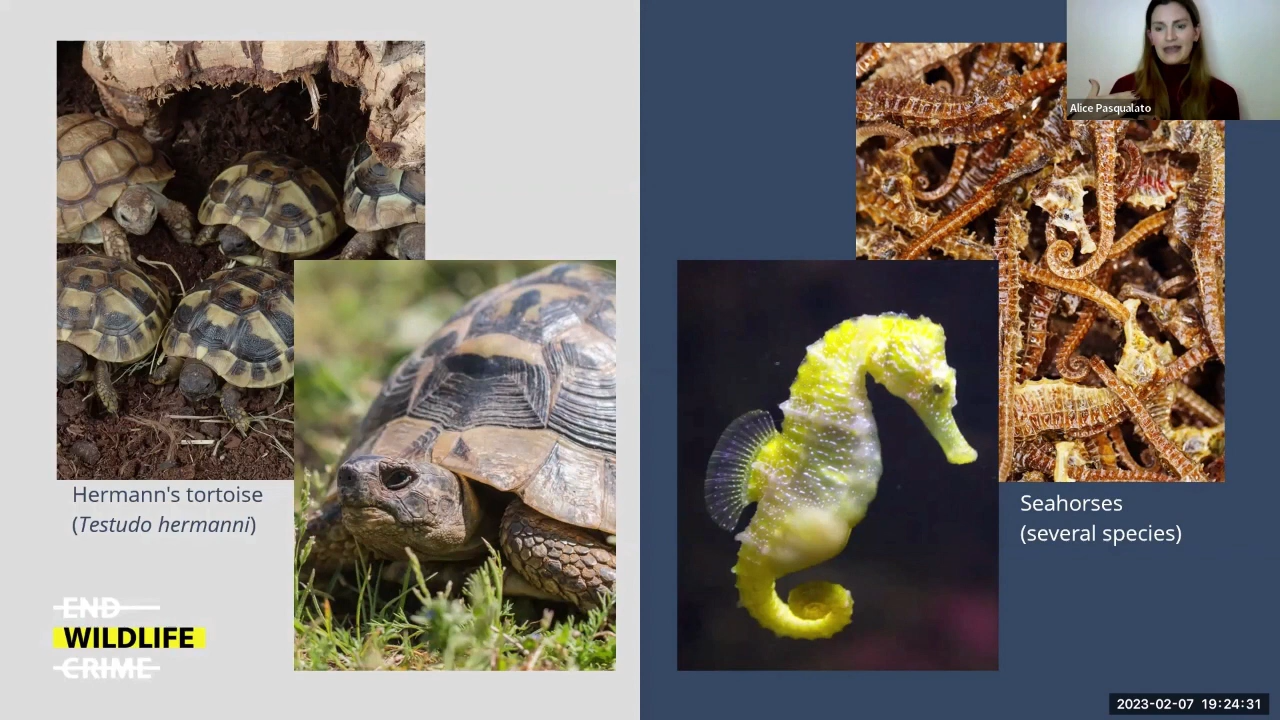 Alice Pasqualato
Hermann's tortoise
(Testudo hermanni)
Seahorses
(several species)
END
WILDLIFE
CRIME
2023-02-07 19:24:31